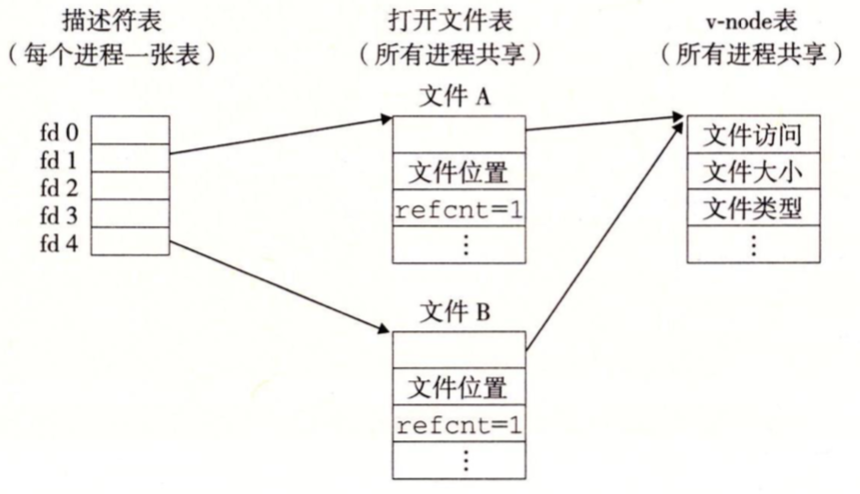 描述符表
（每个进程一张表）
打开文件表
（所有进程共享）
v-node表
（所有进程共享）
fd 0
fd 1
fd 2
fd 3
fd 4
文件 A
文件位置
refcnt=1
⋮
文件 B
文件位置
refcnt=1
⋮
文件访问
文件大小
文件类型
⋮